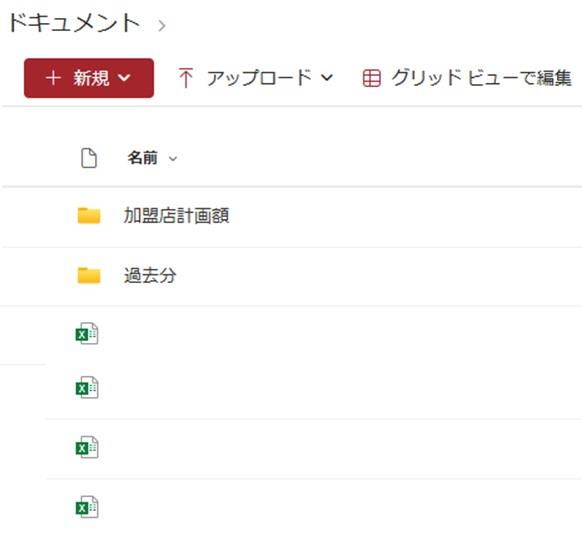 ドキュメント >
+ 新規 アップロード グリッド ビューで編集
名前
加盟店計画額
過去分